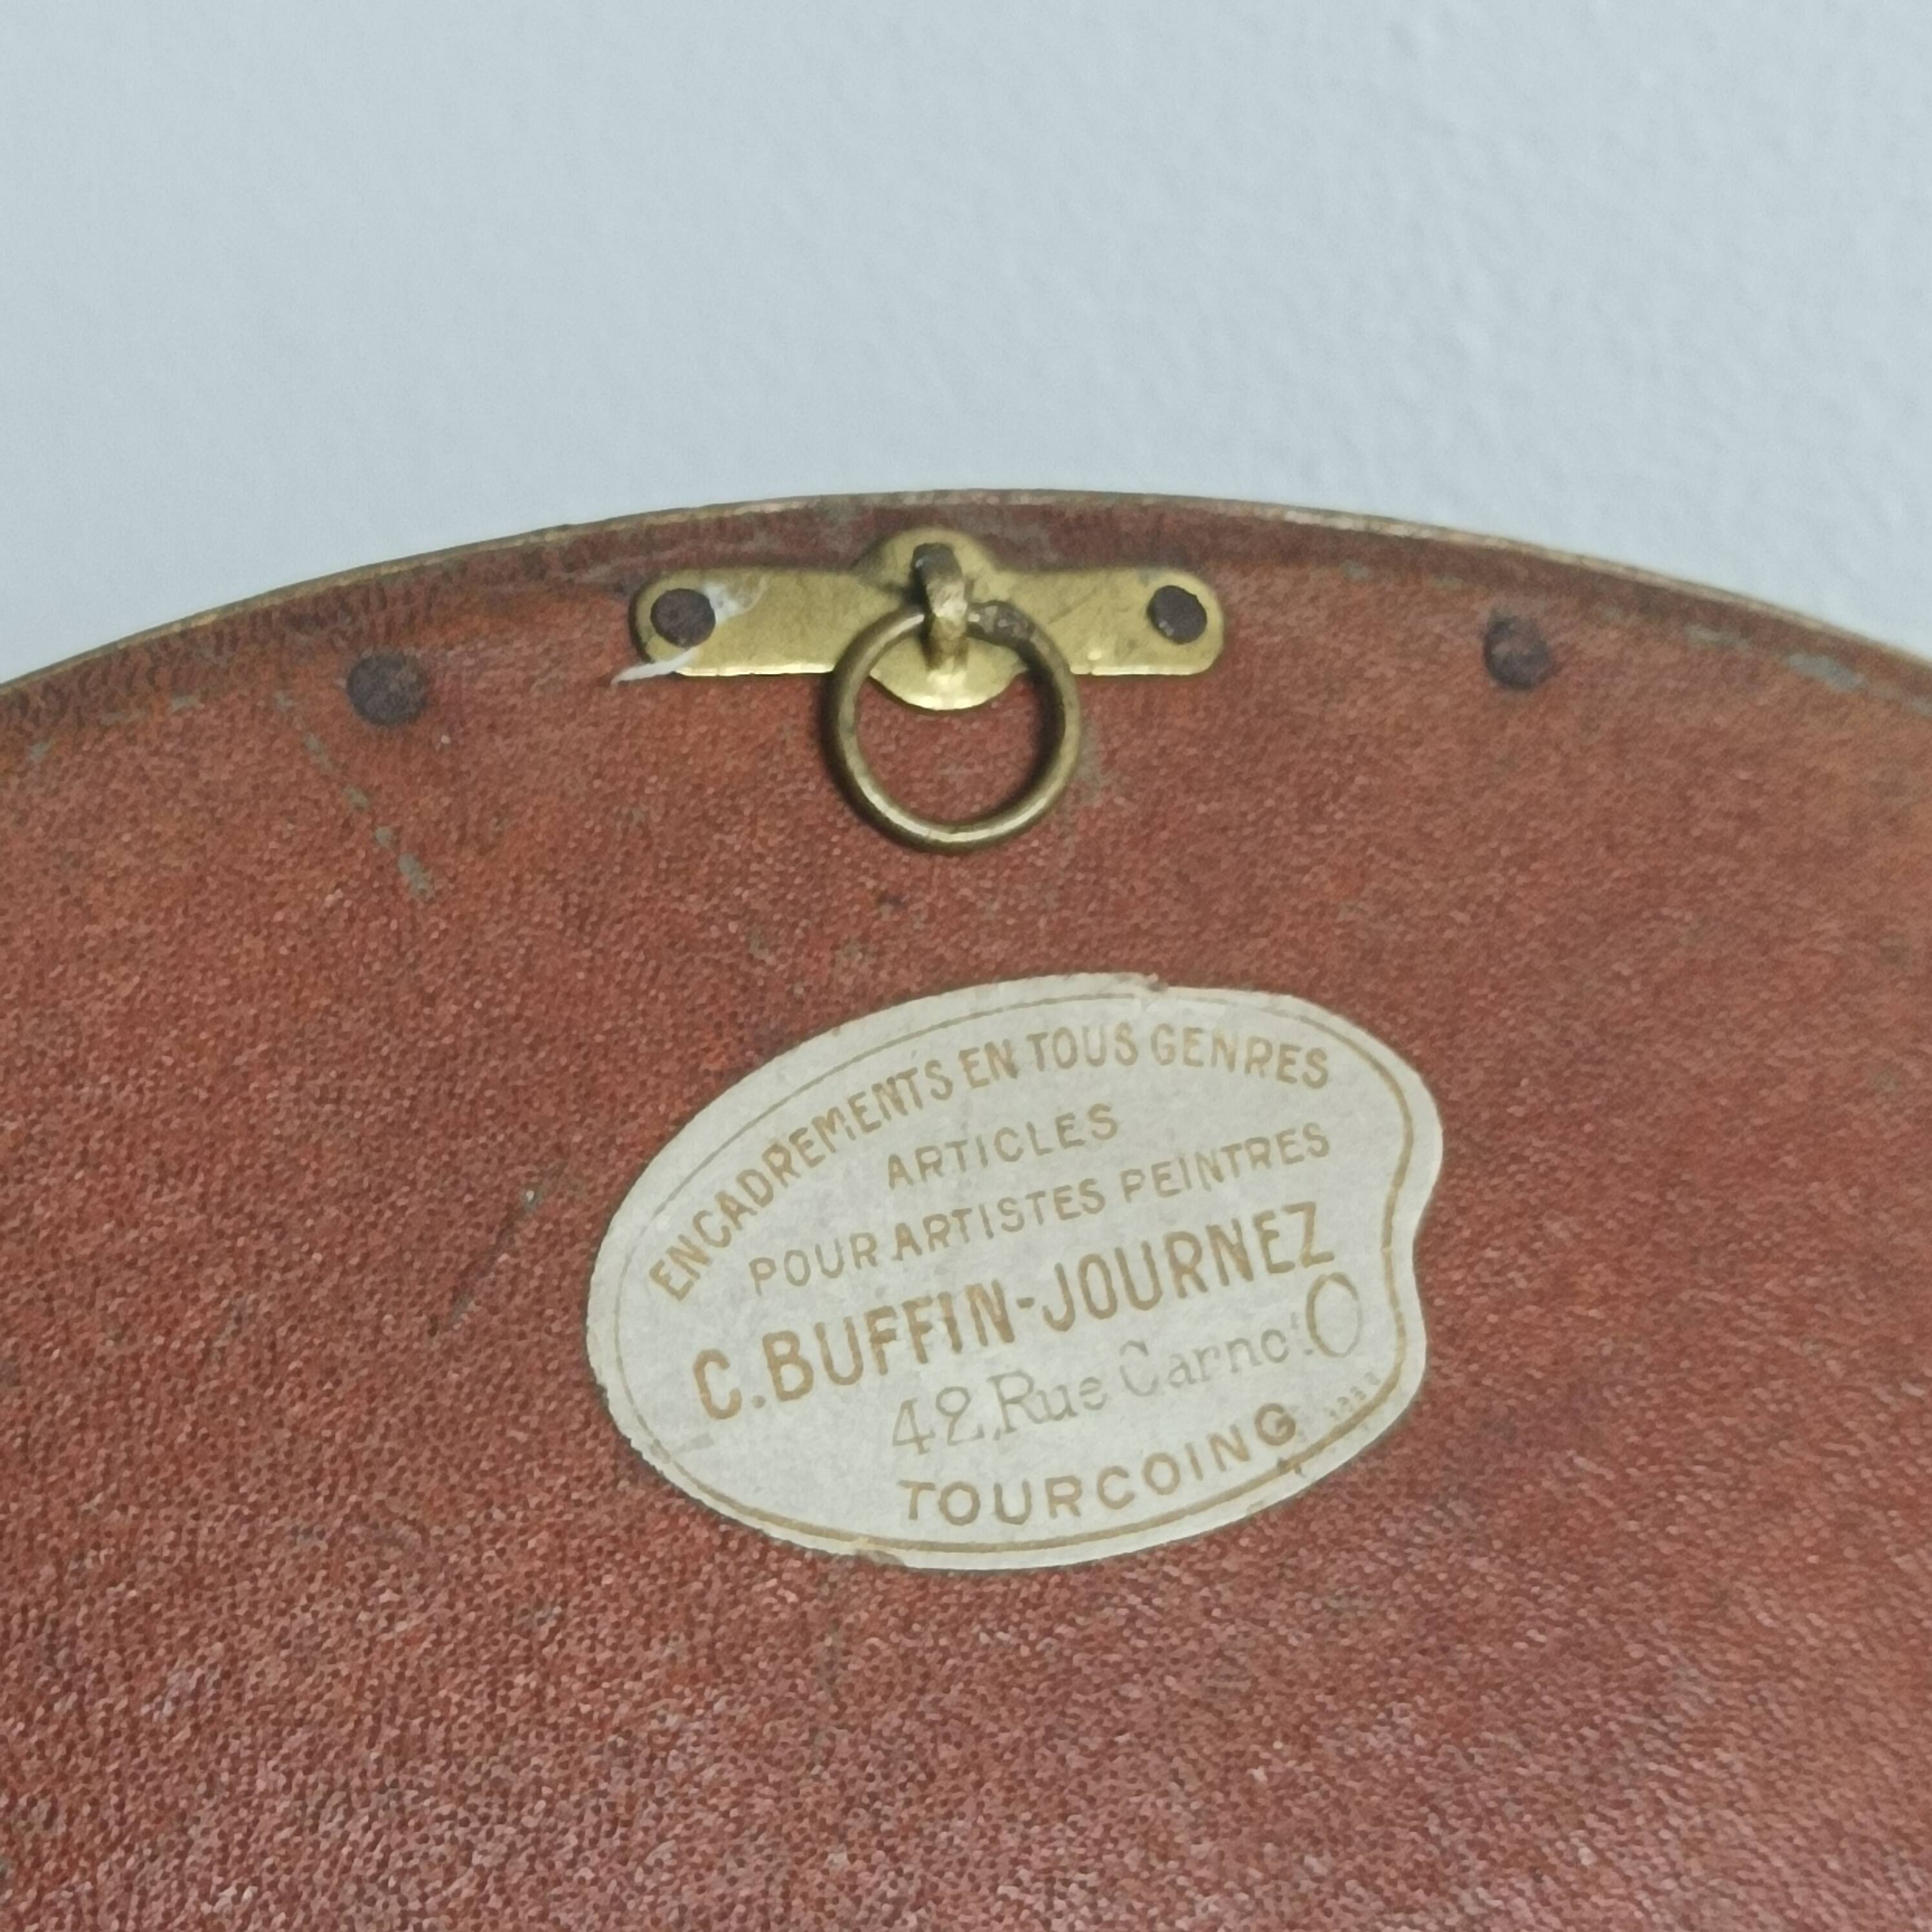 ENCADREMENTS EN TOUS GENRES
ARTICLES
POUR ARTISTES PEINTRES
C. BUFFIN-JOURNEZ
42, Rue Carnot
TOURCOING